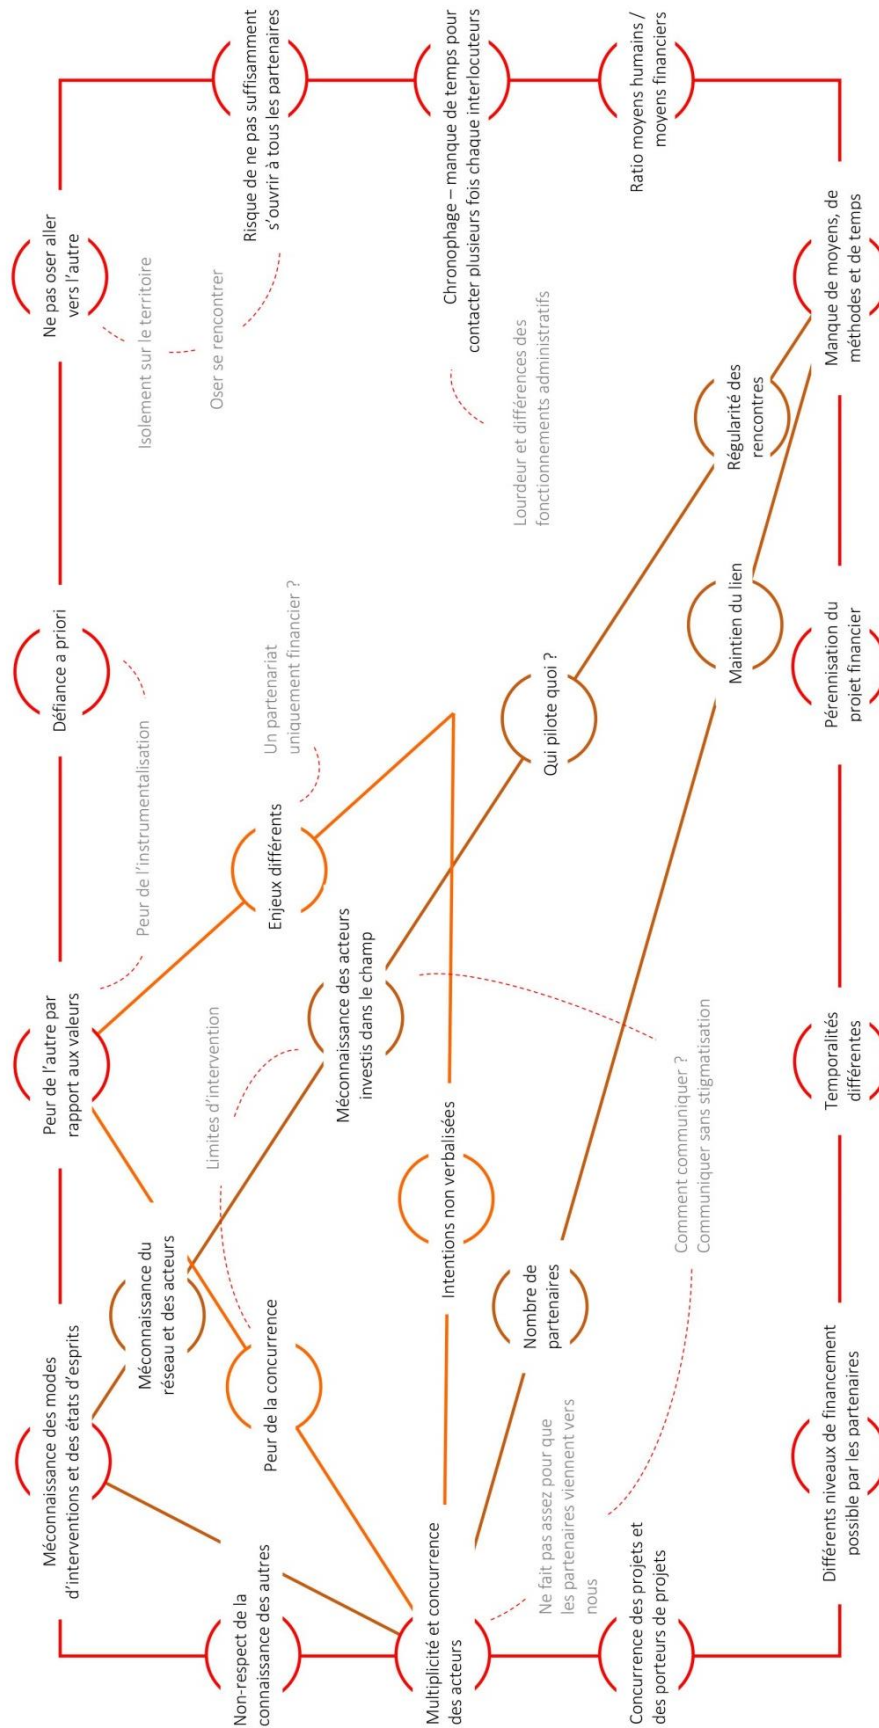 Méconnaissance des modes
d'interventions et des états d'esprits
Peur de l'autre par
rapport aux valeurs
Défiance a priori
Ne pas oser aller
vers l'autre
Peur de l'instrumentalisation
Isolement sur le territoire
Oser se rencontrer
Méconnaissance du
réseau et des acteurs
Limites d'intervention
Non-respect de la
connaissance des autres
Peur de la concurrence
Enjeux différents
Un partenariat
uniquement financier ?
Risque de ne pas suffisamment
s'ouvrir à tous les partenaires
Méconnaissance des acteurs
investis dans le champ
Multiplicité et concurrence
des acteurs
Intentions non verbalisées
Chronophage – manque de temps pour
contacter plusieurs fois chaque interlocuteurs
Lourdeur et différences des
fonctionnements administratifs
Qui pilote quoi ?
Nombre de
partenaires
Ne fait pas assez pour que
les partenaires viennent vers
nous
Concurrence des projets et
des porteurs de projets
Comment communiquer ?
Communiquer sans stigmatisation
Maintien du lien
Régularité des
rencontres
Ratio moyens humains /
moyens financiers
Différents niveaux de financement
possible par les partenaires
Temporalités
différentes
Pérennisation du
projet financier
Manque de moyens, de
méthodes et de temps